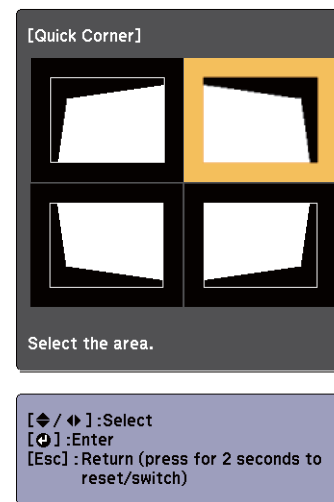 [Quick Corner]
Select the area.
[ / ] :Select
[ ] :Enter
[Esc] :Return (press for 2 seconds to
reset/switch)